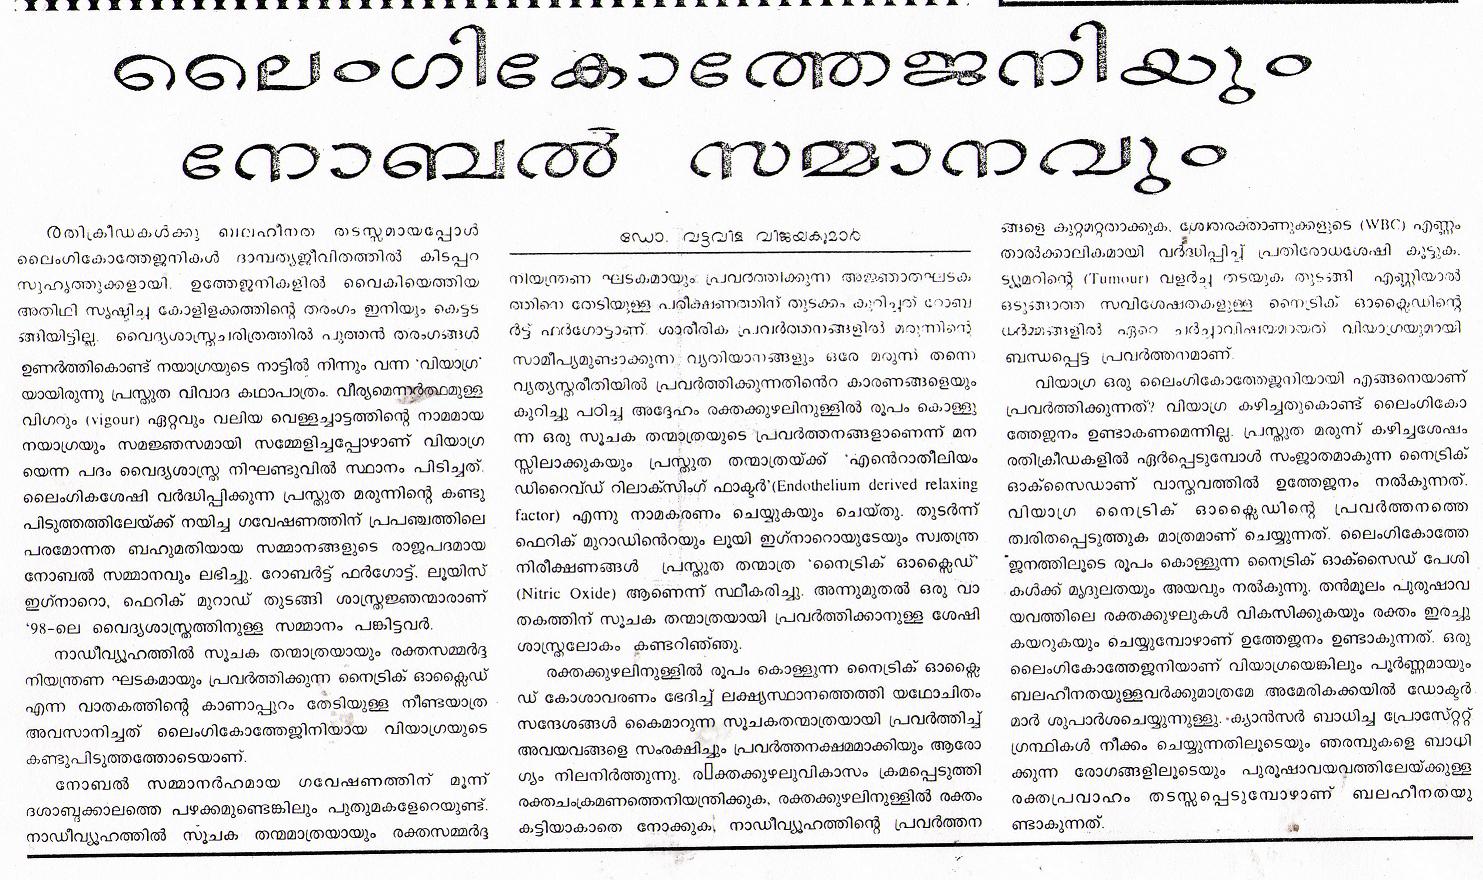 ലൈംഗികോത്തേജനിയും
നോബൽ സമ്മാനവും
രതിക്രീഡകൾക്കു ബലഹീനത തടസ്സമായപ്പോൾ
ലൈംഗികോത്തേജനികൾ ദാമ്പത്യജീവിതത്തിൽ കിടപ്പറ
സുഹൃത്തുക്കളായി. ഉത്തേജനികളിൽ വൈകിയെത്തിയ
അതിഥി സൃഷ്ടിച്ച കോളിളക്കത്തിന്റെ തരംഗം ഇനിയും കെട്ടട
ങ്ങിയിട്ടില്ല. വൈദ്യശാസ്ത്രചരിത്രത്തിൽ പുത്തൻ തരംഗങ്ങൾ
ഉണർത്തികൊണ്ട് നയാഗ്രയുടെ നാട്ടിൽ നിന്നും വന്ന 'വിയാഗ്ര'
യായിരുന്നു പ്രസ്തുത വിവാദ കഥാപാത്രം. വീര്യമെന്നർത്ഥമുള്ള
വിഗറും (vigour) ഏറ്റവും വലിയ വെള്ളച്ചാട്ടത്തിന്റെ നാമമായ
നയാഗ്രയും സമഞ്ജസമായി സമ്മേളിച്ചപ്പോഴാണ് വിയാഗ്ര
യെന്ന പദം വൈദ്യശാസ്ത്ര നിഘണ്ടുവിൽ സ്ഥാനം പിടിച്ചത്.
ലൈംഗികശേഷി വർദ്ധിപ്പിക്കുന്ന പ്രസ്തുത മരുന്നിന്റെ കണ്ടു
പിടുത്തത്തിലേയ്ക്ക് നയിച്ച ഗവേഷണത്തിന് പ്രപഞ്ചത്തിലെ
പരമോന്നത ബഹുമതിയായ സമ്മാനങ്ങളുടെ രാജപദമായ
നോബൽ സമ്മാനവും ലഭിച്ചു. റോബർട്ട് ഫർഗോട്ട്, ലൂയിസ്
ഇഗ്നാറൊ, ഫെറിക് മുറാഡ് തുടങ്ങി ശാസ്ത്രജ്ഞന്മാരാണ്
'98-ലെ വൈദ്യശാസ്ത്രത്തിനുള്ള സമ്മാനം പങ്കിട്ടവർ.
നാഡീവ്യൂഹത്തിൽ സൂചക തന്മാത്രയായും രക്തസമ്മർദ്ദ
നിയന്ത്രണ ഘടകമായും പ്രവർത്തിക്കുന്ന നൈട്രിക് ഓക്സൈഡ്
എന്ന വാതകത്തിന്റെ കാണാപ്പുറം തേടിയുള്ള നീണ്ടയാത്ര
അവസാനിച്ചത് ലൈംഗികോത്തേജിനിയായ വിയാഗ്രയുടെ
കണ്ടുപിടുത്തത്തോടെയാണ്.
നോബൽ സമ്മാനർഹമായ ഗവേഷണത്തിന് മൂന്ന്
ദശാബ്ദക്കാലത്തെ പഴക്കമുണ്ടെങ്കിലും പുതുമകളേറെയുണ്ട്.
നാഡീവ്യൂഹത്തിൽ സൂചക തന്മമാത്രയായും രക്തസമ്മർദ്ദ
ഡോ. വട്ടവിള വിജയകുമാർ
നിയന്ത്രണ ഘടകമായും പ്രവർത്തിക്കുന്ന അജ്ഞാതഘടക
ത്തിനെ തേടിയുള്ള പരീക്ഷണത്തിന് തുടക്കം കുറിച്ചത് റോബ
ർട്ട് ഫർഗോട്ടാണ്. ശാരീരിക പ്രവർത്തനങ്ങളിൽ മരുന്നിന്റെ
സാമീപ്യമുണ്ടാക്കുന്ന വ്യതിയാനങ്ങളും ഒരേ മരുന്ന് തന്നെ
വ്യത്യസ്തരീതിയിൽ പ്രവർത്തിക്കുന്നതിൻെറ കാരണങ്ങളെയും
കുറിച്ചു പഠിച്ച അദ്ദേഹം രക്തക്കുഴലിനുള്ളിൽ രൂപം കൊള്ളു
ന്ന ഒരു സൂചക തന്മാത്രയുടെ പ്രവർത്തനങ്ങളാണെന്ന് മന
സ്സിലാക്കുകയും പ്രസ്തുത തന്മാത്രയ്ക്ക് 'എൻെറാതീലിയം
ഡിറൈവ്ഡ് റിലാക്സിംഗ് ഫാക്ടർ'(Endothelium derived relaxing
factor) എന്നു നാമകരണം ചെയ്യുകയും ചെയ്തു. തുടർന്ന്
ഫെറിക് മുറാഡിൻെറയും ലൂയി ഇഗ്നാറൊയുടേയും സ്വതന്ത്ര
നിരീക്ഷണങ്ങൾ പ്രസ്തുത തന്മാത്ര 'നൈട്രിക് ഓക്സൈഡ്'
(Nitric Oxide) ആണെന്ന് സ്ഥീകരിച്ചു. അന്നുമുതൽ ഒരു വാ
തകത്തിന് സൂചക തന്മാത്രയായി പ്രവർത്തിക്കാനുള്ള ശേഷി
ശാസ്ത്രലോകം കണ്ടറിഞ്ഞു.
രക്തക്കുഴലിനുള്ളിൽ രൂപം കൊള്ളുന്ന നൈട്രിക് ഓക്സൈ
ഡ് കോശാവരണം ഭേദിച്ച് ലക്ഷ്യസ്ഥാനത്തെത്തി യഥോചിതം
സന്ദേശങ്ങൾ കൈമാറുന്ന സൂചകതന്മാത്രയായി പ്രവർത്തിച്ച്
അവയവങ്ങളെ സംരക്ഷിച്ചും പ്രവർത്തനക്ഷമമാക്കിയും ആരോ
ഗ്യം നിലനിർത്തുന്നു. രക്തക്കുഴലുവികാസം ക്രമപ്പെടുത്തി
രക്തചംക്രമണത്തെനിയന്ത്രിക്കുക, രക്തക്കുഴലിനുള്ളിൽ രക്തം
കട്ടിയാകാതെ നോക്കുക, നാഡീവ്യൂഹത്തിന്റെ പ്രവർത്തന
ങ്ങളെ കുറ്റമറ്റതാക്കുക, ശ്വേതരക്താണുക്കളുടെ (WBC) എണ്ണം
താൽക്കാലികമായി വർദ്ധിപ്പിച്ച് പ്രതിരോധശേഷി കൂട്ടുക,
ട്യൂമറിന്റെ (Tumour) വളർച്ച തടയുക തുടങ്ങി എണ്ണിയാൽ
ഒടുങ്ങാത്ത സവിശേഷതകളുള്ള നൈട്രിക് ഓക്സൈഡിന്റെ
ധർമ്മങ്ങളിൽ ഏറെ ചർച്ചാവിഷയമായത് വിയാഗ്രയുമായി
ബന്ധപ്പെട്ട പ്രവർത്തനമാണ്.
വിയാഗ്ര ഒരു ലൈംഗികോത്തേജനിയായി എങ്ങനെയാണ്
പ്രവർത്തിക്കുന്നത്? വിയാഗ്ര കഴിച്ചതുകൊണ്ട് ലൈംഗികോ
ത്തേജനം ഉണ്ടാകണമെന്നില്ല. പ്രസ്തുത മരുന്ന് കഴിച്ചശേഷം
രതിക്രീഡകളിൽ ഏർപ്പെടുമ്പോൾ സംജാതമാകുന്ന നൈട്രിക്
ഓക്സൈഡാണ് വാസ്തവത്തിൽ ഉത്തേജനം നൽകുന്നത്.
വിയാഗ്ര നൈട്രിക് ഓക്സൈഡിന്റെ പ്രവർത്തനത്തെ
ത്വരിതപ്പെടുത്തുക മാത്രമാണ് ചെയ്യുന്നത്. ലൈംഗികോത്തേ
ജനത്തിലൂടെ രൂപം കൊള്ളുന്ന നൈട്രിക് ഓക്സൈഡ് പേശി
കൾക്ക് മൃദുലതയും അയവും നൽകുന്നു. തൻമൂലം പുരുഷാവ
യവത്തിലെ രക്തക്കുഴലുകൾ വികസിക്കുകയും രക്തം ഇരച്ചു
കയറുകയും ചെയ്യുമ്പോഴാണ് ഉത്തേജനം ഉണ്ടാകുന്നത്. ഒരു
ലൈംഗികോത്തേജനിയാണ് വിയാഗ്രയെങ്കിലും പൂർണ്ണമായും
ബലഹീനതയുള്ളവർക്കുമാത്രമേ അമേരികക്കയിൽ ഡോക്ടർ
മാർ ശുപാർശചെയ്യുന്നുള്ളു. ക്യാൻസർ ബാധിച്ച പ്രോസ്റ്റേറ്റ്
ഗ്രന്ഥികൾ നീക്കം ചെയ്യുന്നതിലൂടെയും ഞരമ്പുകളെ ബാധി
ക്കുന്ന രോഗങ്ങളിലൂടെയും പുരൂഷാവയവത്തിലേയ്ക്കുള്ള
രക്തപ്രവാഹം തടസ്സപ്പെടുമ്പോഴാണ് ബലഹീനതയു
ണ്ടാകുന്നത്.